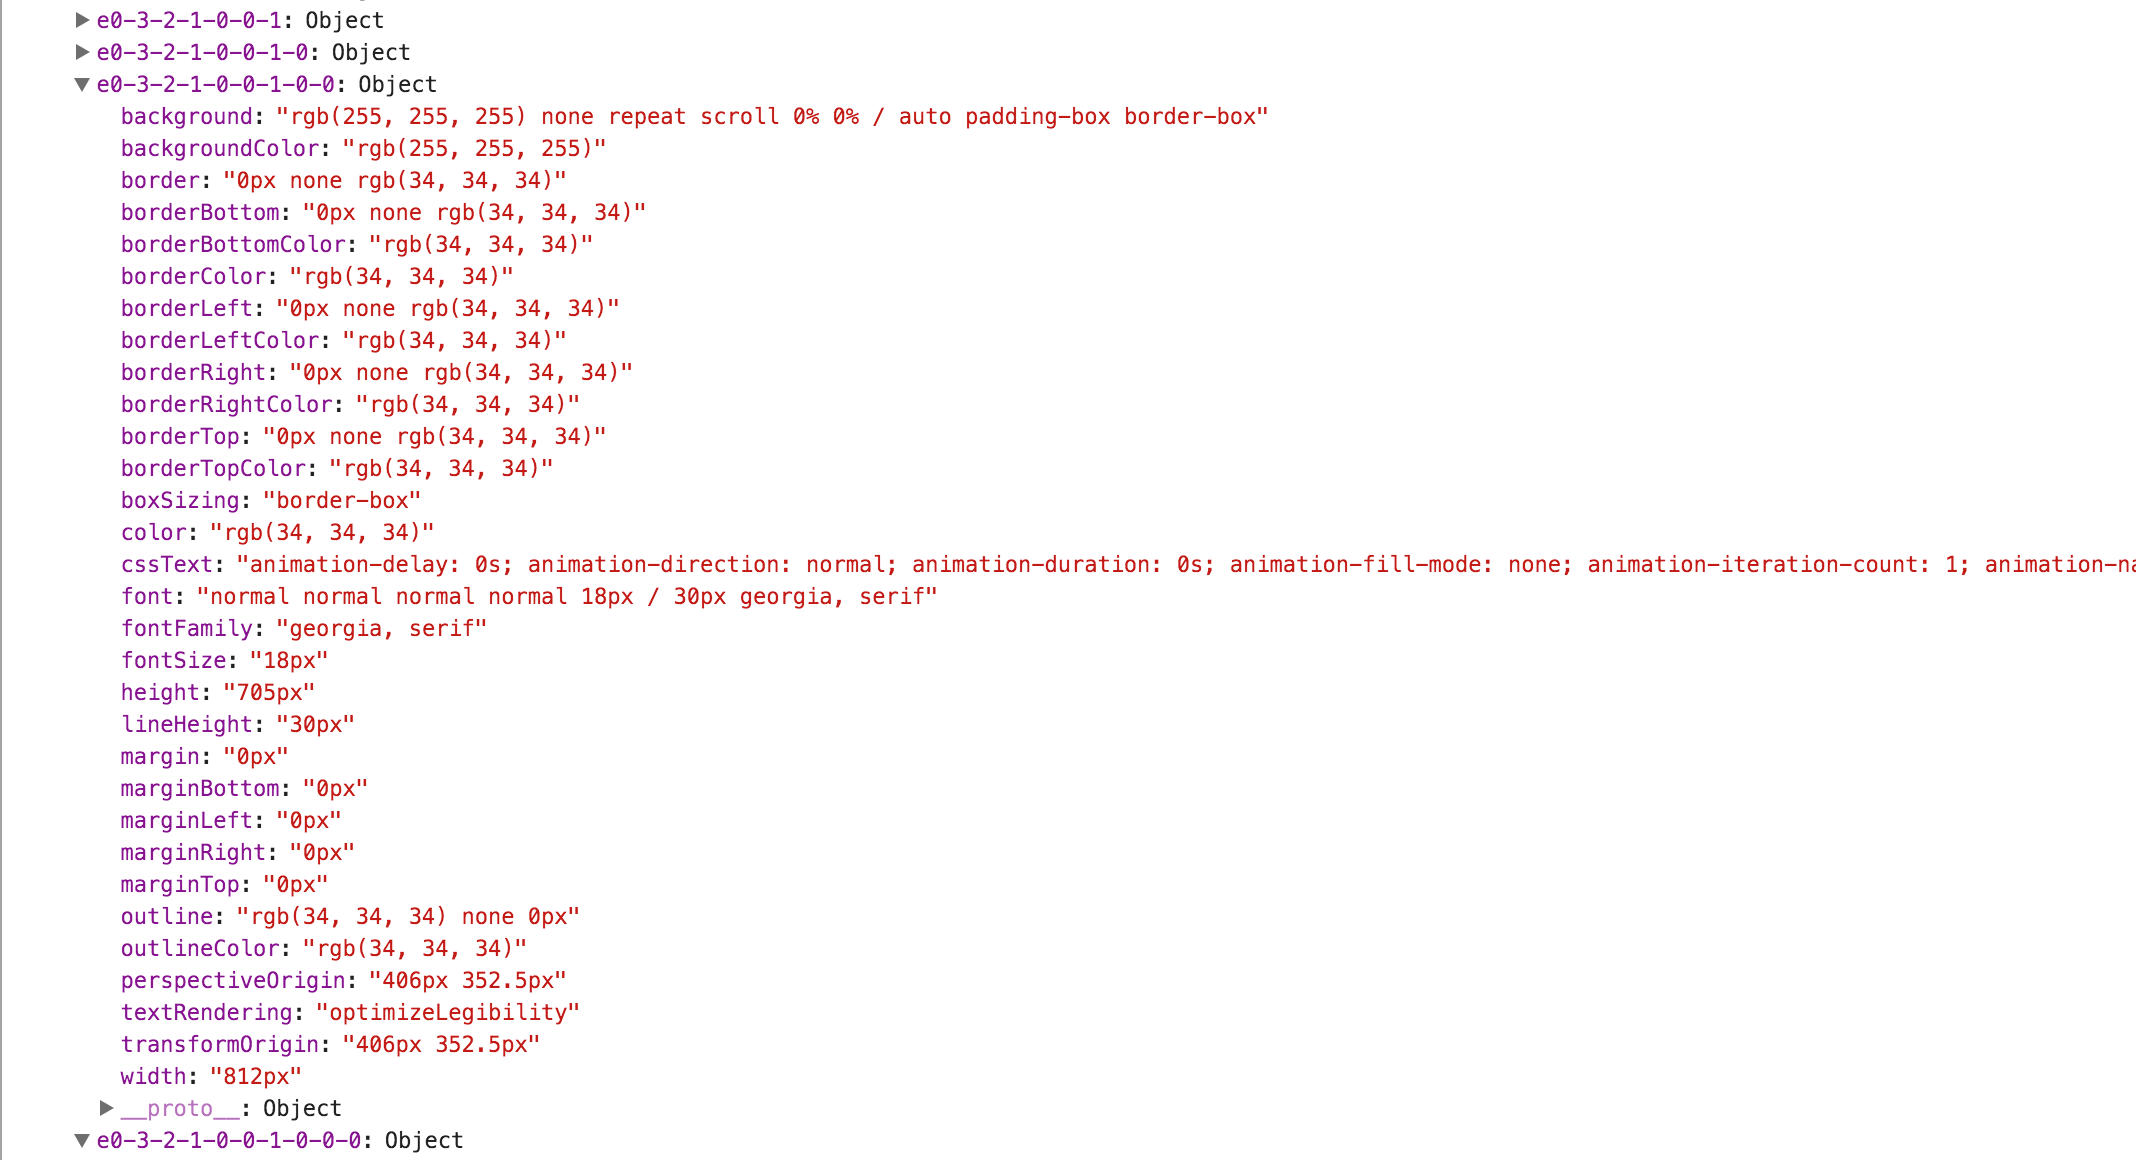 e0-3-2-1-0-0-1: Object
e0-3-2-1-0-0-1-0: Object
e0-3-2-1-0-0-1-0-0: Object
background: "rgb(255, 255, 255) none repeat scroll 0% 0% / auto padding-box border-box"
backgroundColor: "rgb(255, 255, 255)"
border: "0px none rgb(34, 34, 34)"
borderBottom: "0px none rgb(34, 34, 34)"
borderBottomColor: "rgb(34, 34, 34)"
borderColor: "rgb(34, 34, 34)"
borderLeft: "0px none rgb(34, 34, 34)"
borderLeftColor: "rgb(34, 34, 34)"
borderRight: "0px none rgb(34, 34, 34)"
borderRightColor: "rgb(34, 34, 34)"
borderTop: "0px none rgb(34, 34, 34)"
borderTopColor: "rgb(34, 34, 34)"
boxSizing: "border-box"
color: "rgb(34, 34, 34)"
cssText: "animation-delay: 0s; animation-direction: normal; animation-duration: 0s; animation-fill-mode: none; animation-iteration-count: 1; animation-na
font: "normal normal normal normal 18px / 30px georgia, serif"
fontFamily: "georgia, serif"
fontSize: "18px"
height: "705px"
lineHeight: "30px"
margin: "0px"
marginBottom: "0px"
marginLeft: "0px"
marginRight: "0px"
marginTop: "0px"
outline: "rgb(34, 34, 34) none 0px"
outlineColor: "rgb(34, 34, 34)"
perspectiveOrigin: "406px 352.5px"
textRendering: "optimizeLegibility"
transformOrigin: "406px 352.5px"
width: "812px"
__proto__: Object
e0-3-2-1-0-0-1-0-0-0: Object